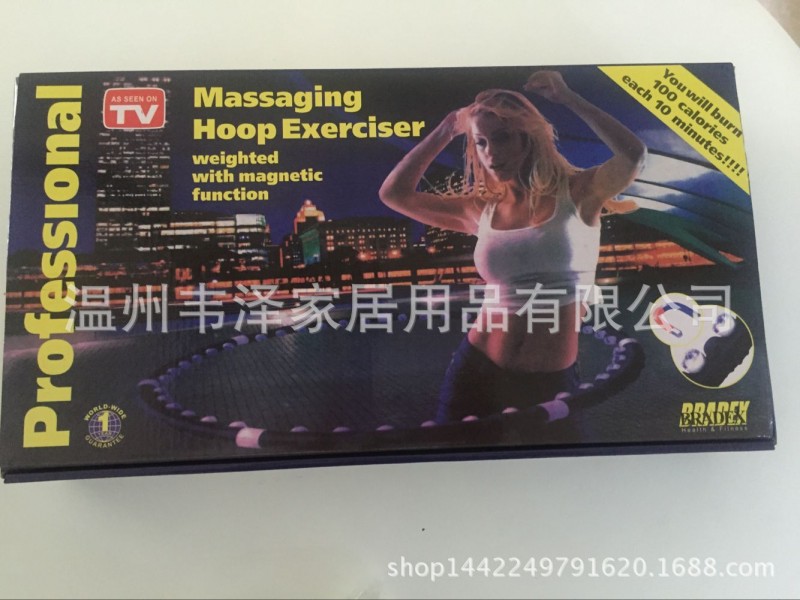 Professional
AS SEEN ON
TV
Massaging
Hoop Exerciser
weighted
with magnetic
function
You will burn
100 calories
each 10 minutes!!!!
温州韦泽家居用品有限公司
WORLD-WIDE
1
GUARANTEE
BRADEX
BRADEX
Health & Fitness
shop1442249791620.1688.com